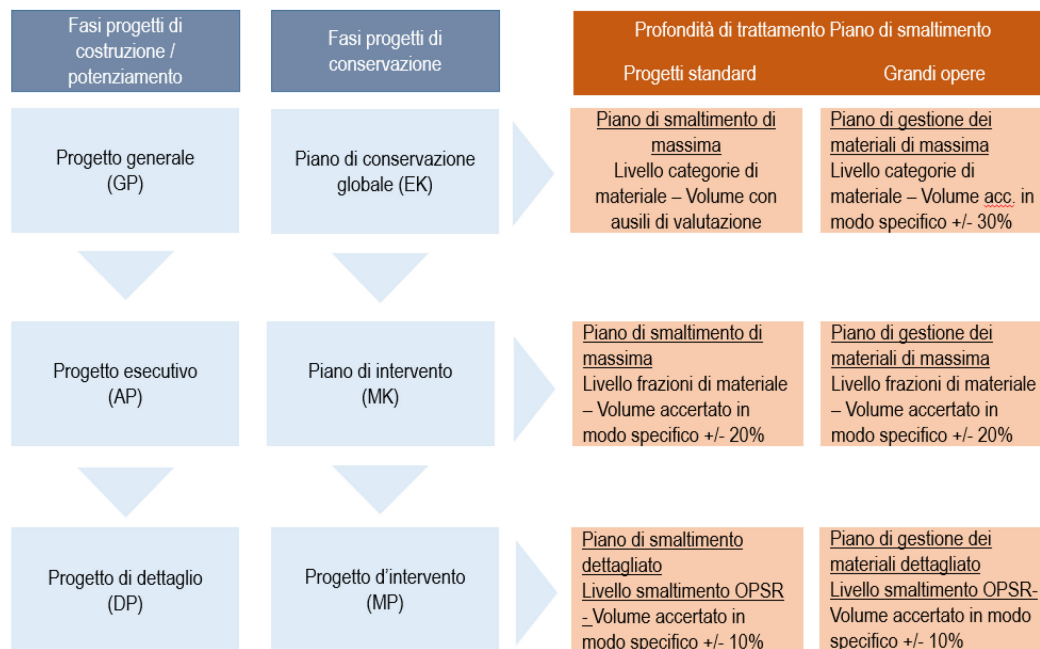 Fasi progetti di
costruzione /
potenziamento
Fasi progetti di
conservazione
Profondità di trattamento Piano di smaltimento
Progetti standard
Grandi opere
Progetto generale
(GP)
Piano di conservazione
globale (EK)
Piano di smaltimento di
massima
Livello categorie di
materiale – Volume con
ausili di valutazione
Piano di gestione dei
materiali di massima
Livello categorie di
materiale – Volume acc. in
modo specifico +/- 30%
Progetto esecutivo
(AP)
Piano di intervento
(MK)
Piano di smaltimento di
massima
Livello frazioni di materiale
– Volume accertato in
modo specifico +/- 20%
Piano di gestione dei
materiali di massima
Livello frazioni di materiale
– Volume accertato in
modo specifico +/- 20%
Progetto di dettaglio
(DP)
Progetto d’intervento
(MP)
Piano di smaltimento
dettagliato
Livello smaltimento OPSR
- Volume accertato in
modo specifico +/- 10%
Piano di gestione dei
materiali dettagliato
Livello smaltimento OPSR-
Volume accertato in modo
specifico +/- 10%